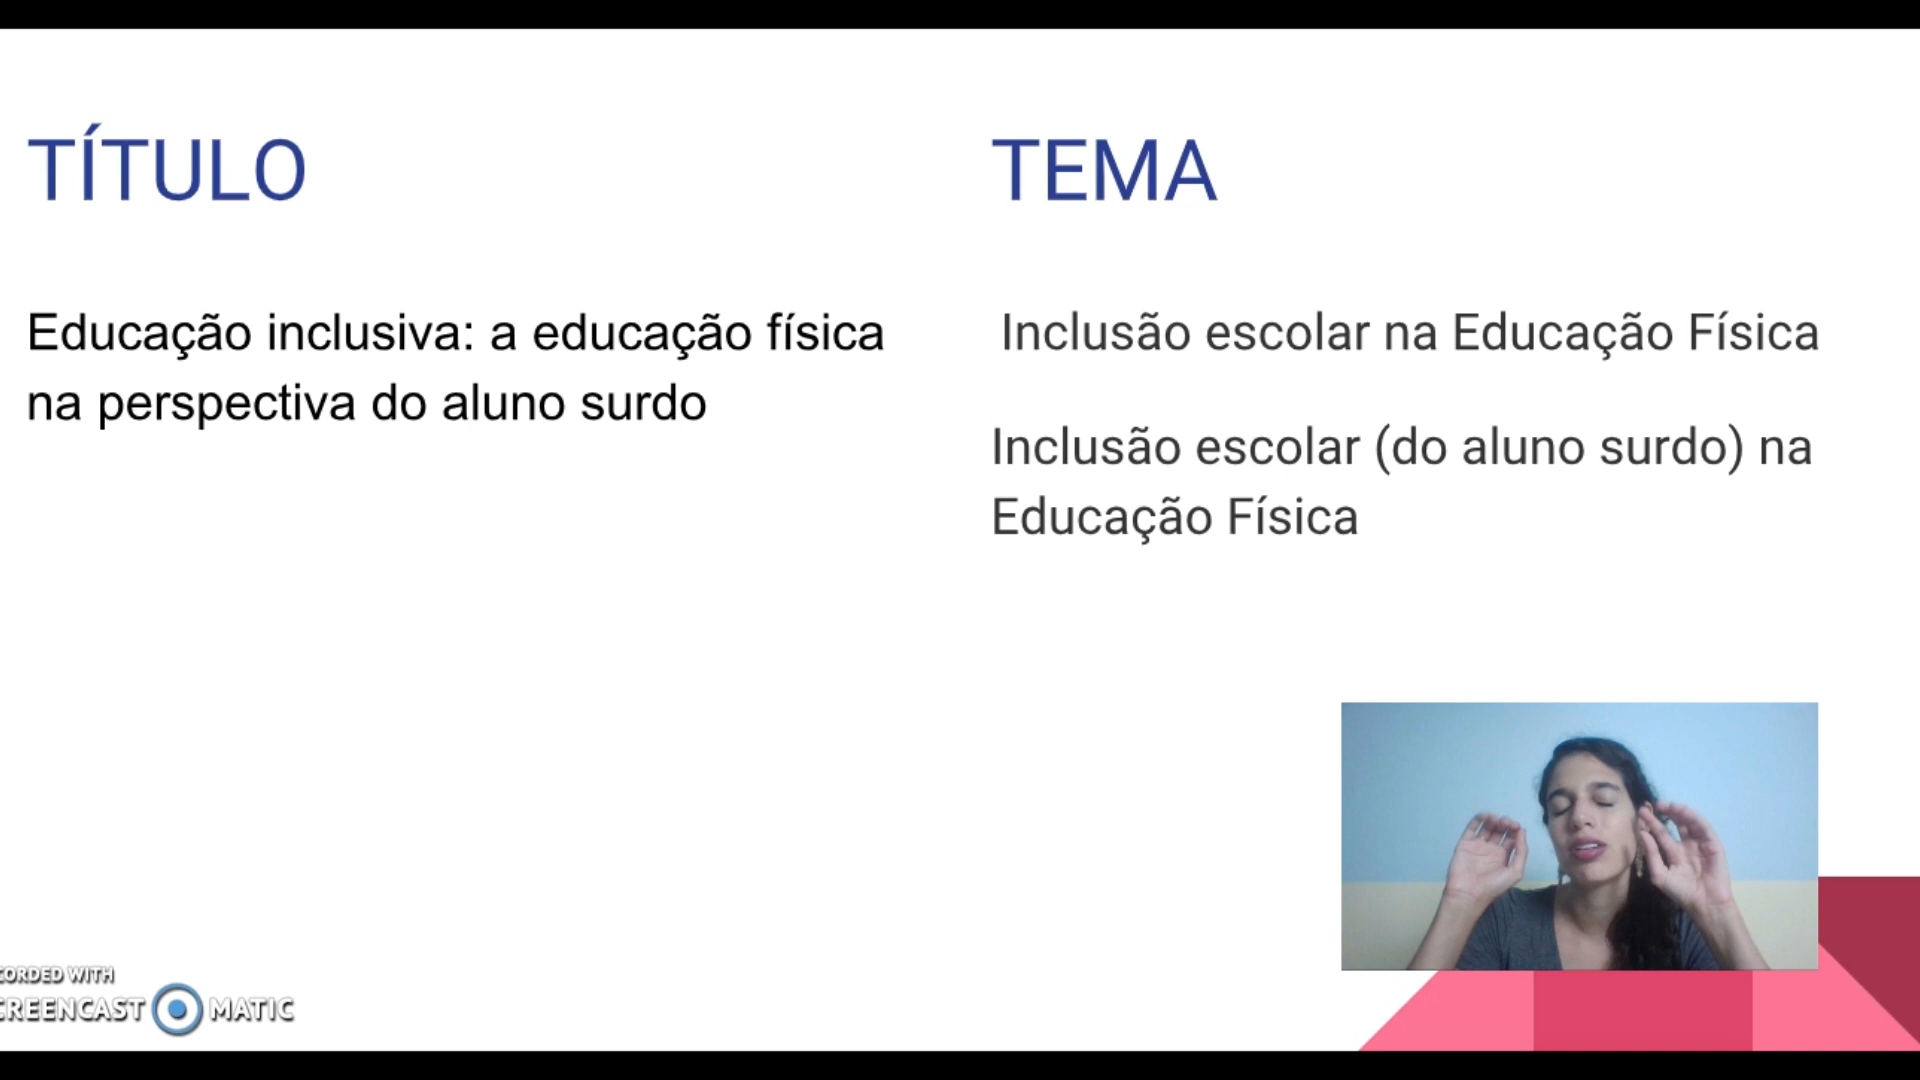 TÍTULO
Educação inclusiva: a educação física
na perspectiva do aluno surdo
TEMA
Inclusão escolar na Educação Física
Inclusão escolar (do aluno surdo) na
Educação Física
CORDED WITH
CREENCAST MATIC